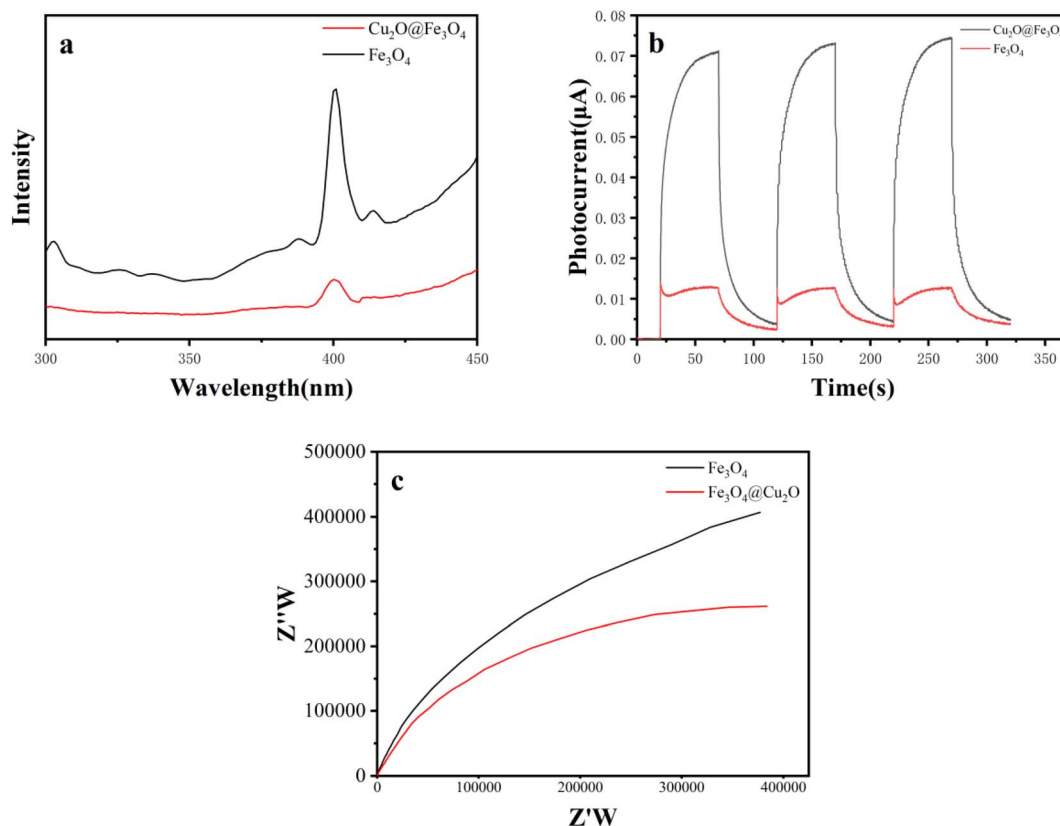 a
Cu₂O@Fe₃O₄
Fe₃O₄
Intensity
300
350
400
450
Wavelength(nm)
b
Cu₂O@Fe₃O
Fe₃O₄
Photocurrent(μA)
0.08
0.07
0.06
0.05
0.04
0.03
0.02
0.01
0.00
0
50
100
150
200
250
300
350
Time(s)
c
Fe₃O₄
Fe₃O₄@Cu₂O
Z''W
500000
400000
300000
200000
100000
0
0
100000
200000
300000
400000
Z'W